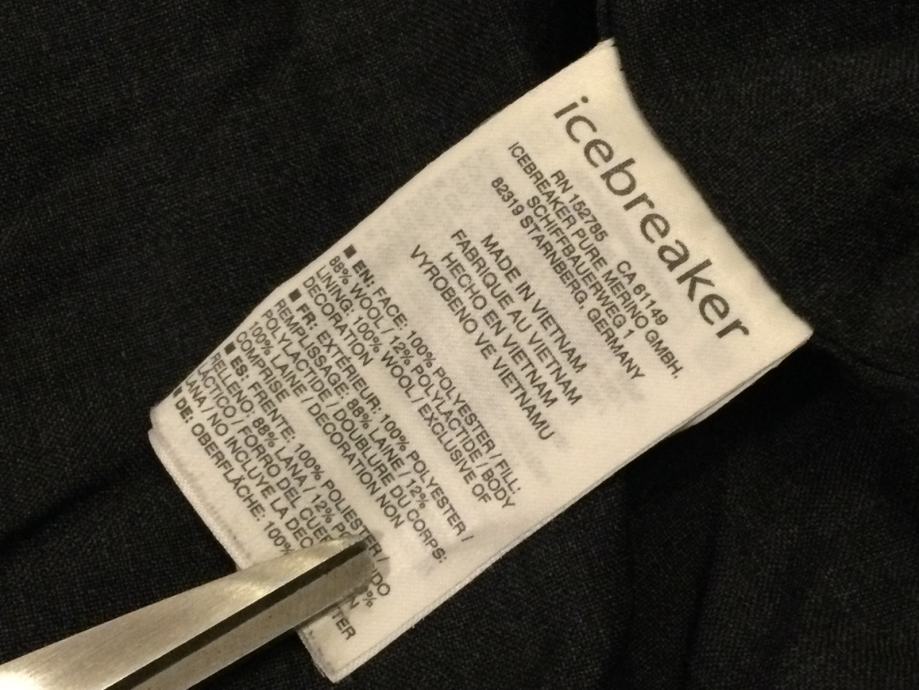 icebreaker
RN 152785 CA 61149
ICEBREAKER PURE MERINO GMBH,
SCHIFFBAUERWEG 1
82319 STARNBERG, GERMANY
MADE IN VIETNAM
FABRIQUE AU VIETNAM
HECHO EN VIETNAM
VYROBENO VE VIETNAMU
■ EN: FACE: 100% POLYESTER / FILL:
88% WOOL / 12% POLYLACTIDE / BODY
LINING: 100% WOOL / EXCLUSIVE OF
DECORATION
■ FR: EXTÉRIEUR: 100% POLYESTER /
REMPLISSAGE: 88% LAINE / 12%
POLYLACTIDE / DOUBLURE DU CORPS:
100% LAINE / DECORATION NON
COMPRISE
■ ES: FRENTE: 100% POLIESTER /
RELLENO: 88% LANA / 12%
LÁCTICO / FORRO DEL
LANA / NO INCLUYE LA
DE: OBERFLÄCHE: 100%